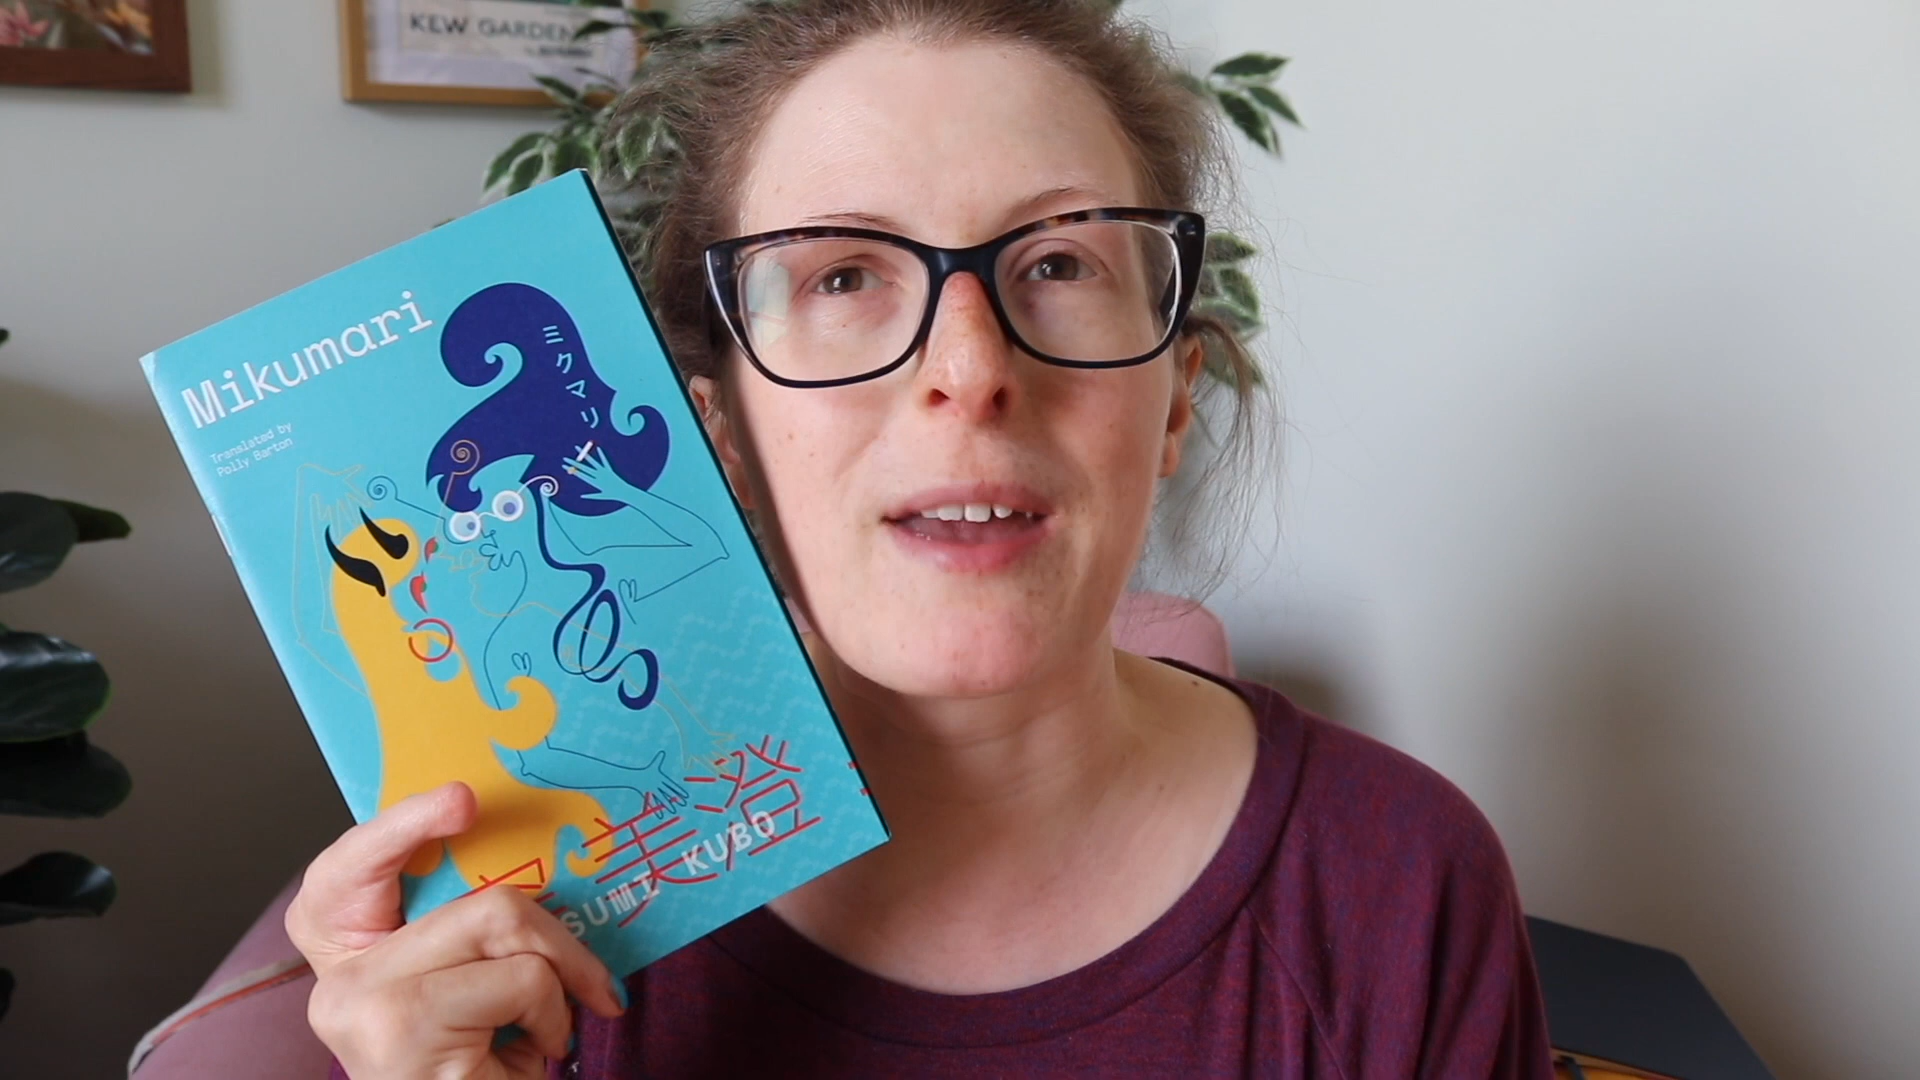 KEW GARDENS
Mikumari
ミクマリ
Translated by
Polly Barton
美澄
SUMI KUBO